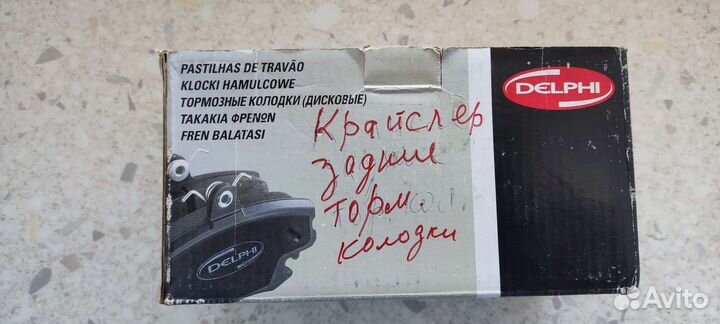 PASTILHAS DE TRAVÃO
KLOCKI HAMULCOWE
ТОРМОЗНЫЕ КОЛОДКИ (ДИСКОВЫЕ)
ΤΑΚΑΚΙΑ ΦΡΕΝΩΝ
FREN BALATASI
DELPHI
Крайслер
задние
торм.
колодки
DELPHI
Avito